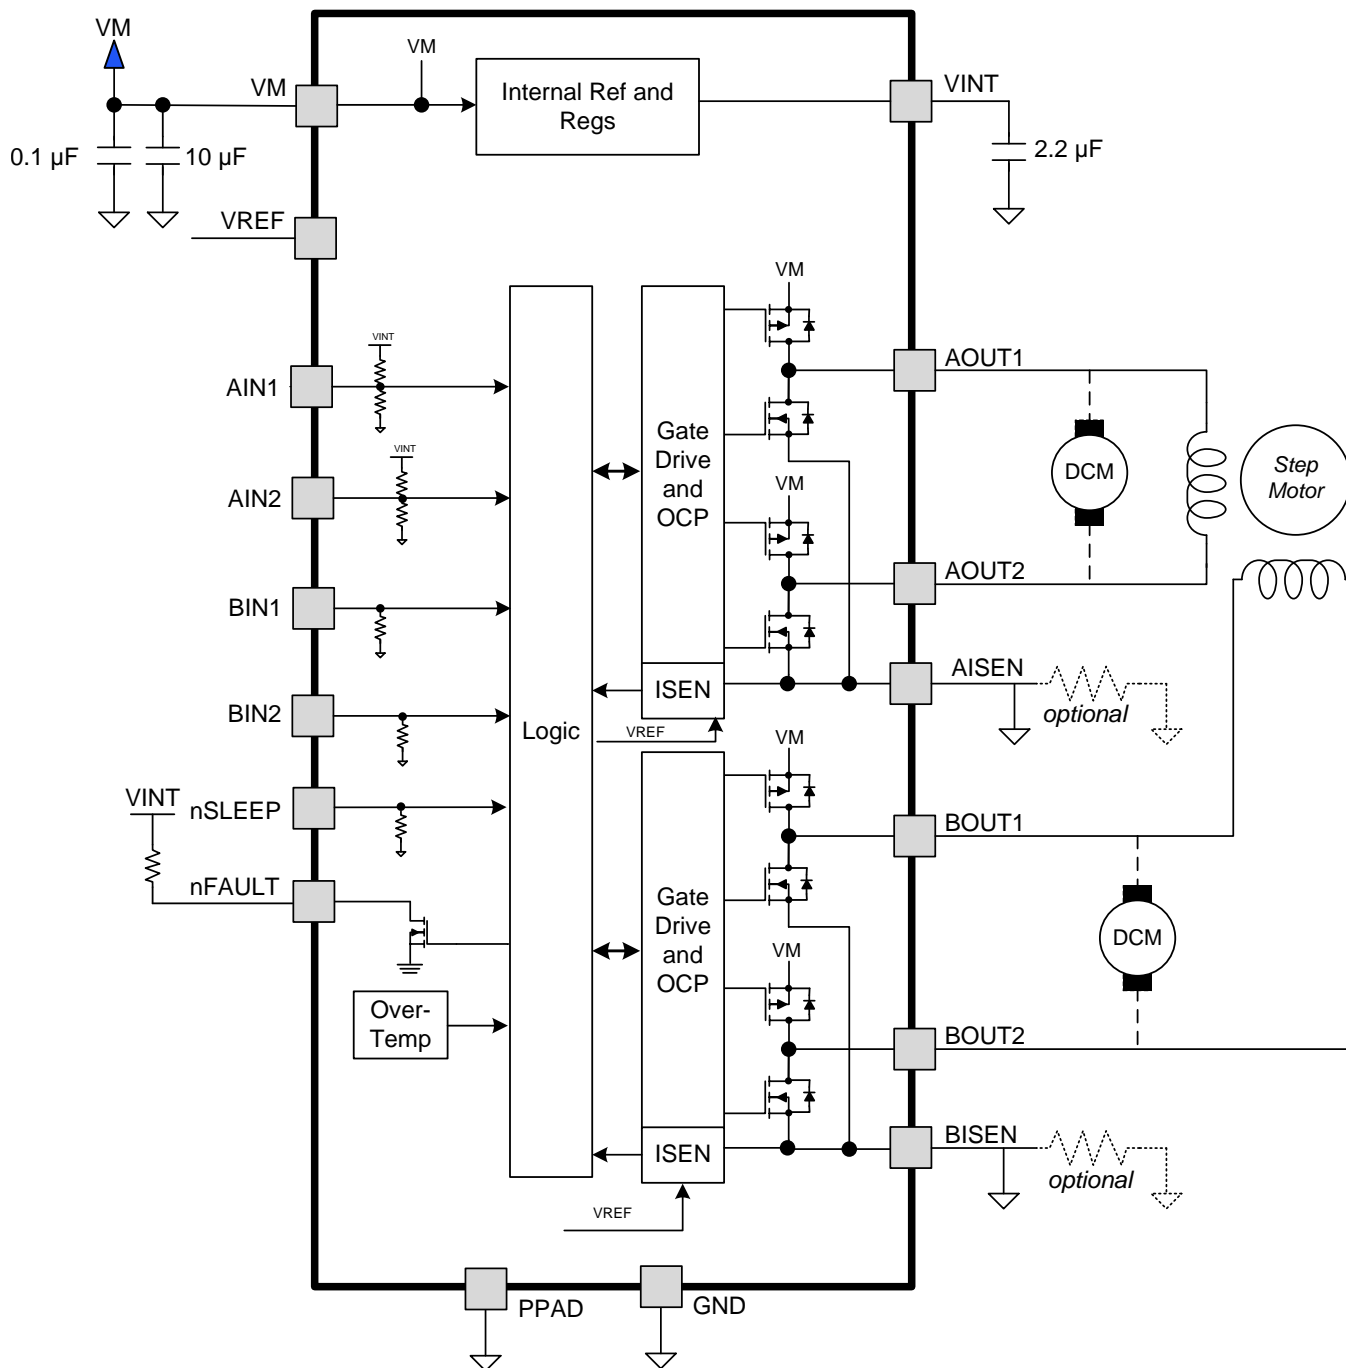 VM
VM
VM
Internal Ref and
Regs
VINT
0.1 µF
10 µF
2.2 µF
VREF
VM
VINT
AIN1
AOUT1
Gate
Drive
and
OCP
DCM
Step
Motor
VINT
AIN2
VM
AOUT2
BIN1
ISEN
AISEN
optional
BIN2
Logic
VREF
VM
VINT
nSLEEP
BOUT1
nFAULT
Gate
Drive
and
OCP
DCM
VM
Over-
Temp
BOUT2
ISEN
BISEN
optional
VREF
PPAD
GND